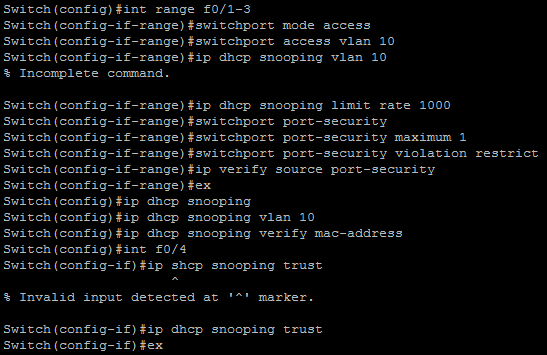 Switch(config)#int range f0/1-3
Switch(config-if-range)#switchport mode access
Switch(config-if-range)#switchport access vlan 10
Switch(config-if-range)#ip dhcp snooping vlan 10
% Incomplete command.
Switch(config-if-range)#ip dhcp snooping limit rate 1000
Switch(config-if-range)#switchport port-security
Switch(config-if-range)#switchport port-security maximum 1
Switch(config-if-range)#switchport port-security violation restrict
Switch(config-if-range)#ip verify source port-security
Switch(config-if-range)#ex
Switch(config)#ip dhcp snooping
Switch(config)#ip dhcp snooping vlan 10
Switch(config)#ip dhcp snooping verify mac-address
Switch(config)#int f0/4
Switch(config-if)#ip shcp snooping trust
^
% Invalid input detected at '^' marker.
Switch(config-if)#ip dhcp snooping trust
Switch(config-if)#ex